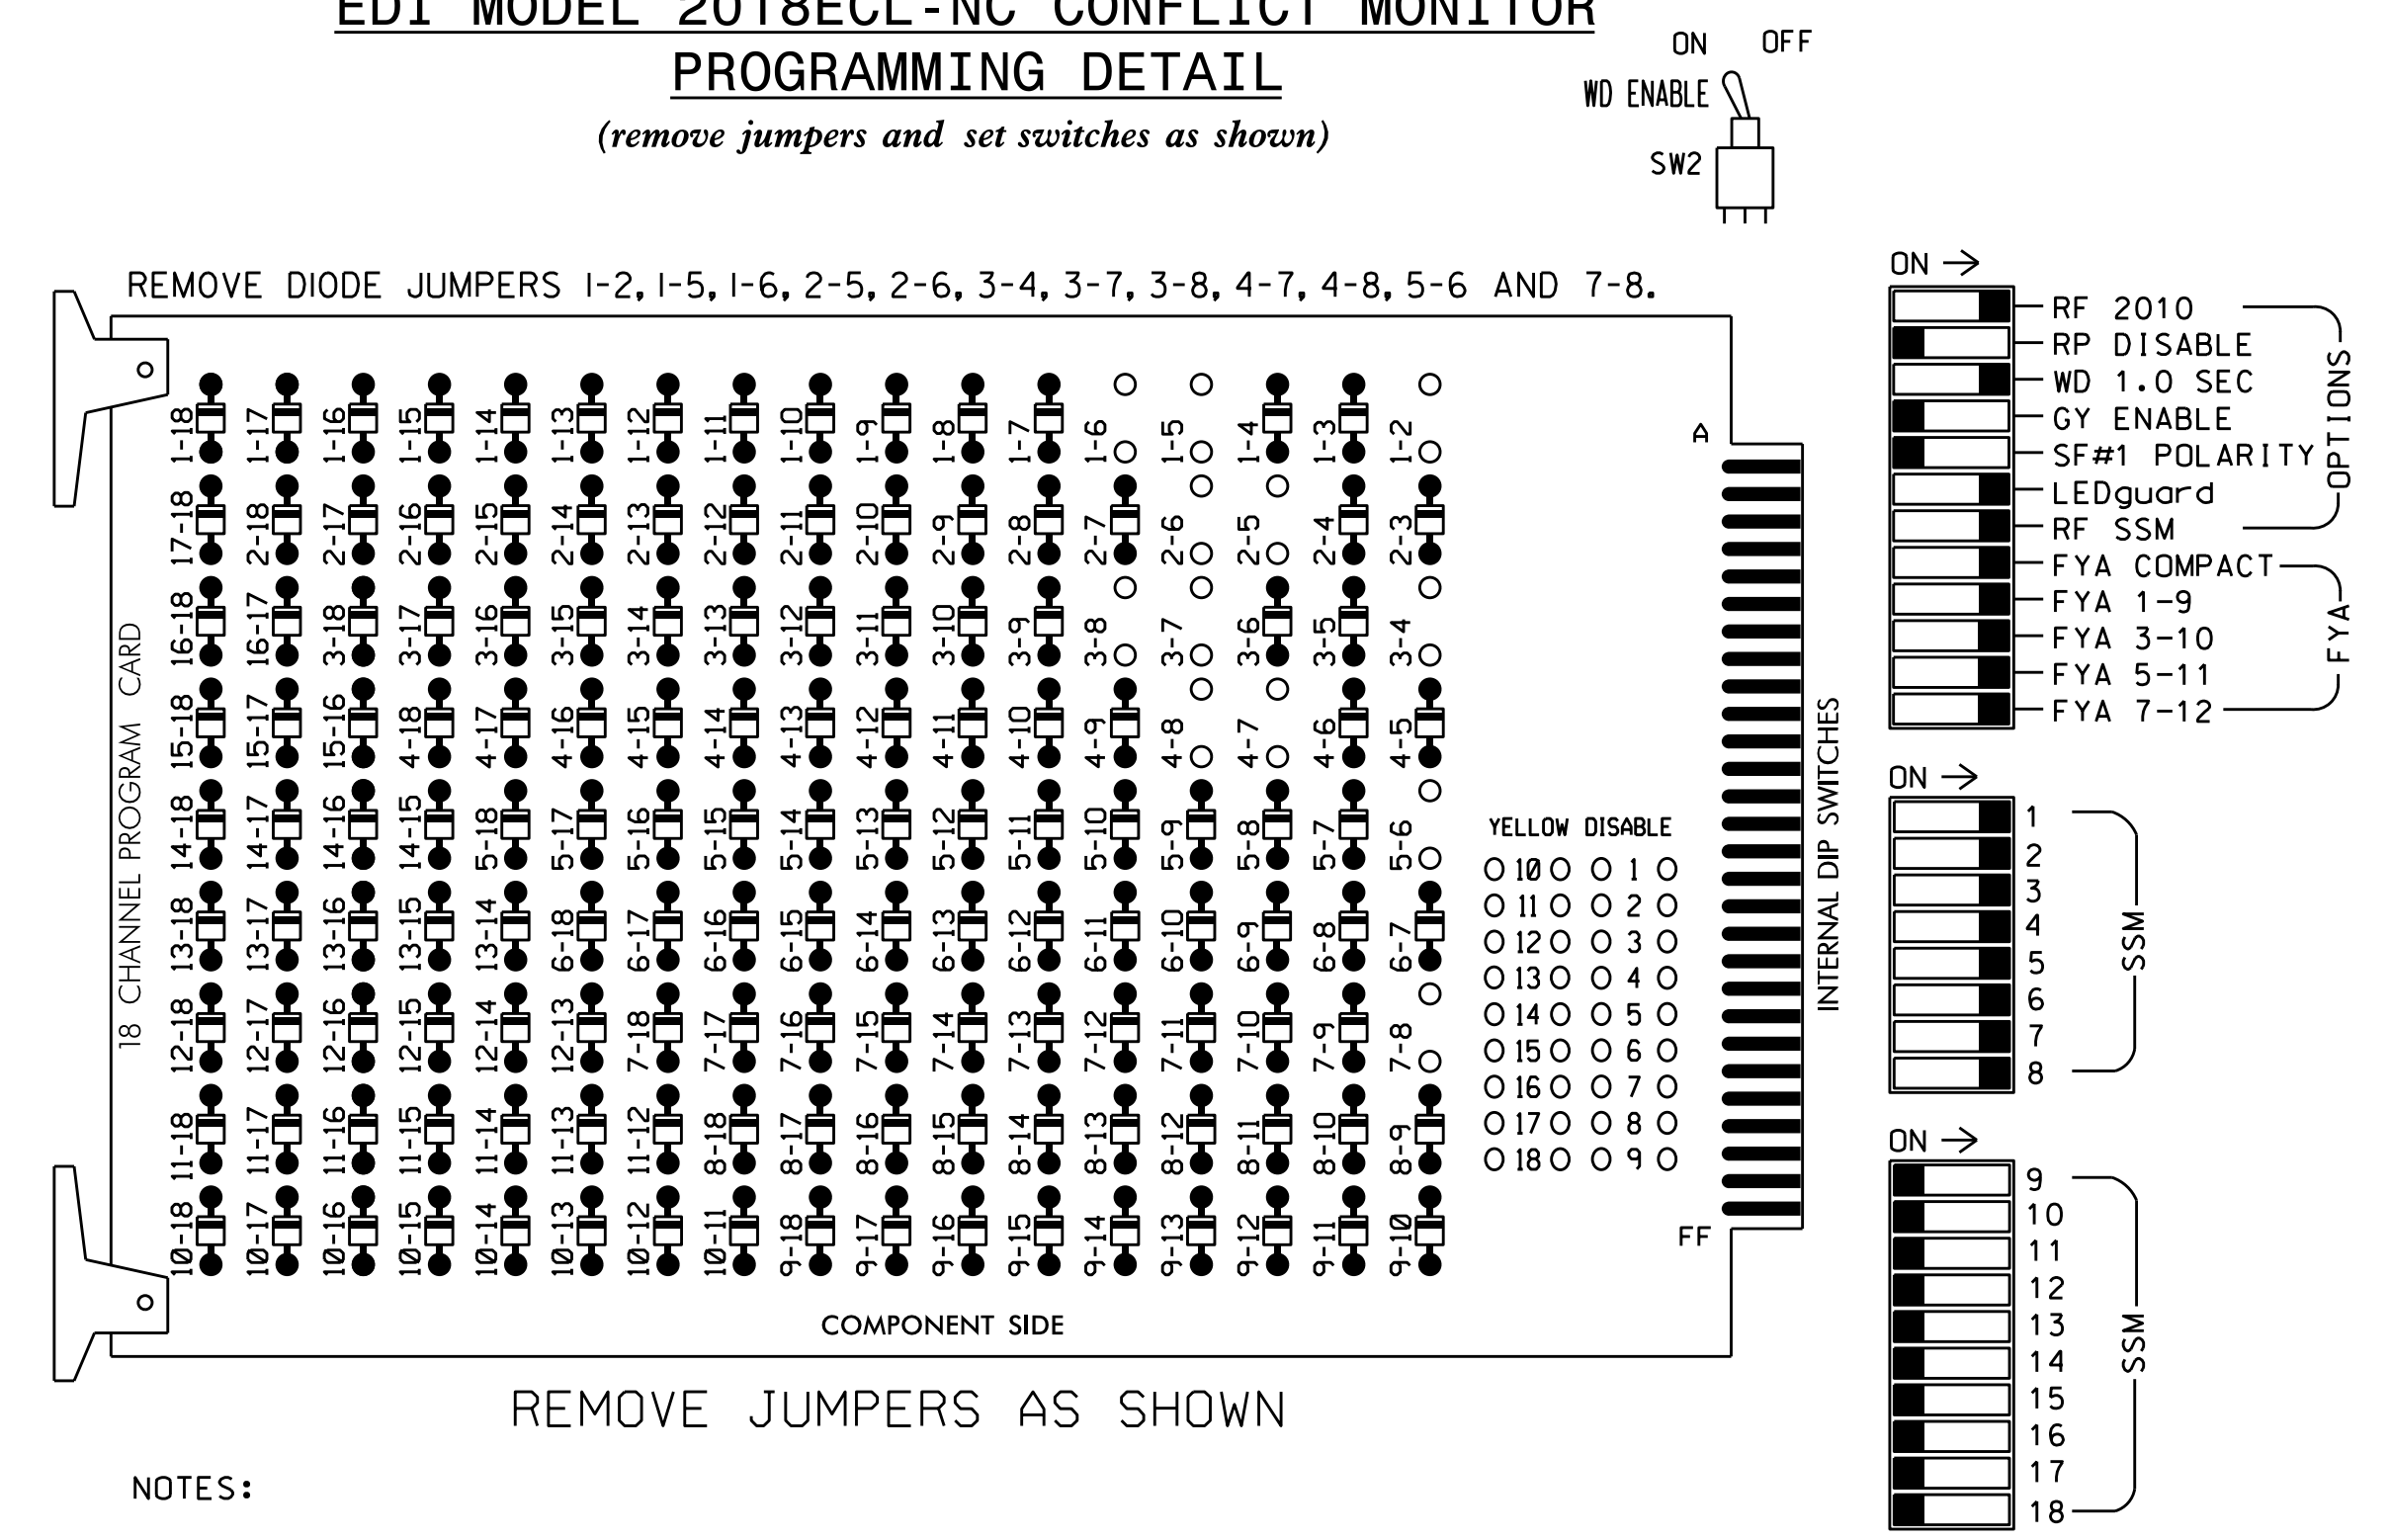 EDI MODEL 2018ECL-NC CONFLICT MONITOR
PROGRAMMING DETAIL
(remove jumpers and set switches as shown)
ON OFF
WD ENABLE
SW2
REMOVE DIODE JUMPERS 1-2, 1-5, 1-6, 2-5, 2-6, 3-4, 3-7, 3-8, 4-7, 4-8, 5-6 AND 7-8.
18 CHANNEL PROGRAM CARD
1-18 1-17 1-16 1-15 1-14 1-13 1-12 1-11 1-10 1-9 1-8 1-7 1-6 1-5 1-4 1-3 1-2
17-18 2-18 2-17 2-16 2-15 2-14 2-13 2-12 2-11 2-10 2-9 2-8 2-7 2-6 2-5 2-4 2-3
16-18 16-17 3-18 3-17 3-16 3-15 3-14 3-13 3-12 3-11 3-10 3-9 3-8 3-7 3-6 3-5 3-4
15-18 15-17 15-16 4-18 4-17 4-16 4-15 4-14 4-13 4-12 4-11 4-10 4-9 4-8 4-7 4-6 4-5
14-18 14-17 14-16 14-15 5-18 5-17 5-16 5-15 5-14 5-13 5-12 5-11 5-10 5-9 5-8 5-7 5-6
13-18 13-17 13-16 13-15 13-14 6-18 6-17 6-16 6-15 6-14 6-13 6-12 6-11 6-10 6-9 6-8 6-7
12-18 12-17 12-16 12-15 12-14 12-13 7-18 7-17 7-16 7-15 7-14 7-13 7-12 7-11 7-10 7-9 7-8
11-18 11-17 11-16 11-15 11-14 11-13 11-12 8-18 8-17 8-16 8-15 8-14 8-13 8-12 8-11 8-10 8-9
10-18 10-17 10-16 10-15 10-14 10-13 10-12 10-11 9-18 9-17 9-16 9-15 9-14 9-13 9-12 9-11 9-10
YELLOW DISABLE
10 1
11 2
12 3
13 4
14 5
15 6
16 7
17 8
18 9
A
FF
COMPONENT SIDE
INTERNAL DIP SWITCHES
ON
RF 2010
RP DISABLE
WD 1.0 SEC
GY ENABLE
SF#1 POLARITY
LEDguard
RF SSM
OPTIONS
FYA COMPACT
FYA 1-9
FYA 3-10
FYA 5-11
FYA 7-12
FYA
ON
1
2
3
4
5
6
7
8
SSM
ON
9
10
11
12
13
14
15
16
17
18
SSM
REMOVE JUMPERS AS SHOWN
NOTES: